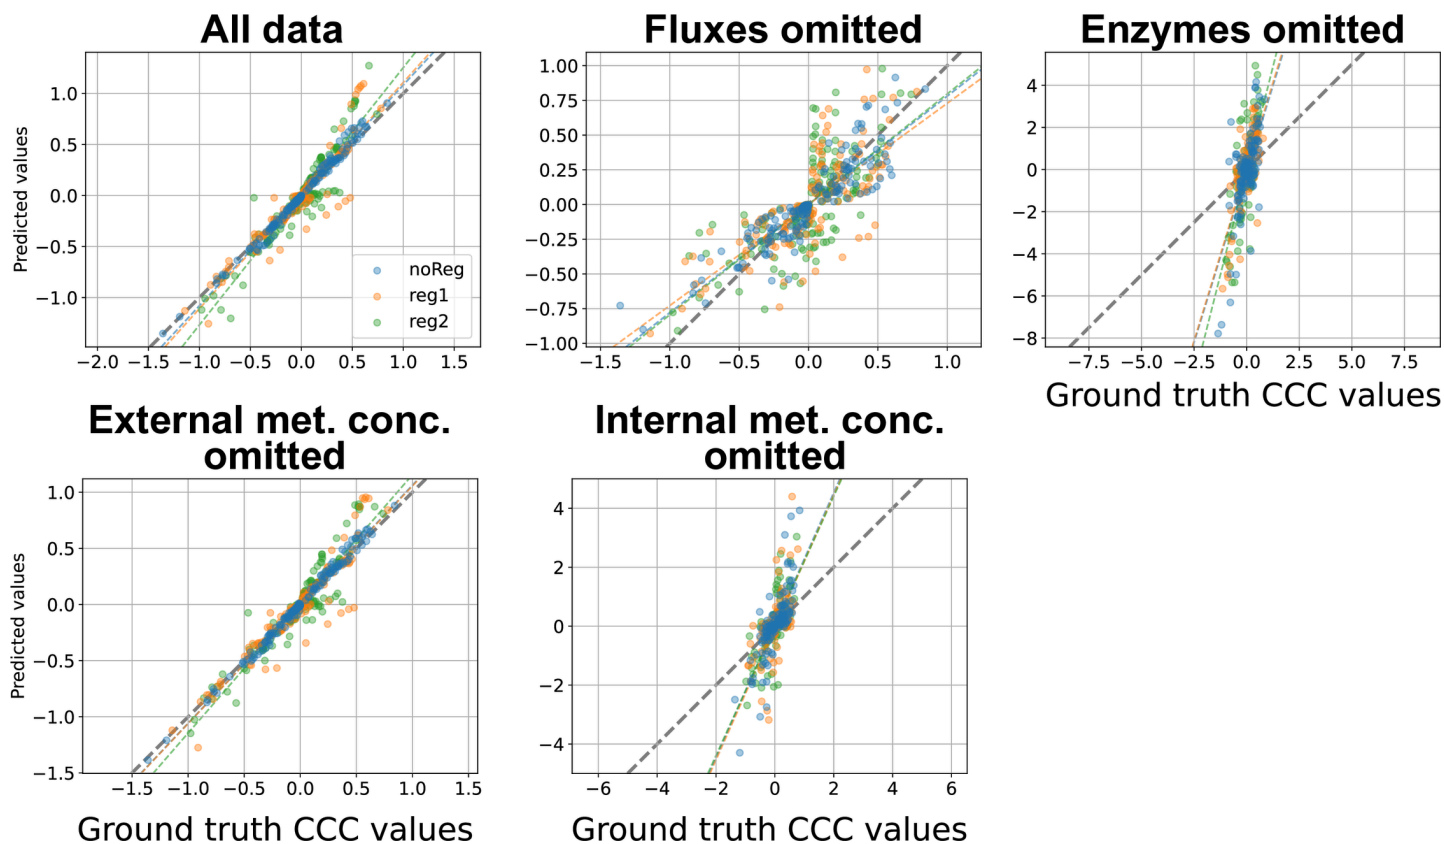 All data
Predicted values
1.0
0.5
0.0
−0.5
−1.0
−2.0 −1.5 −1.0 −0.5 0.0 0.5 1.0 1.5
noReg
reg1
reg2
Fluxes omitted
1.00
0.75
0.50
0.25
0.00
−0.25
−0.50
−0.75
−1.00
−1.5 −1.0 −0.5 0.0 0.5 1.0
Enzymes omitted
4
2
0
−2
−4
−6
−8
−7.5 −5.0 −2.5 0.0 2.5 5.0 7.5
Ground truth CCC values
External met. conc.
omitted
Predicted values
1.0
0.5
0.0
−0.5
−1.0
−1.5
−1.5 −1.0 −0.5 0.0 0.5 1.0 1.5
Ground truth CCC values
Internal met. conc.
omitted
4
2
0
−2
−4
−6 −4 −2 0 2 4 6
Ground truth CCC values